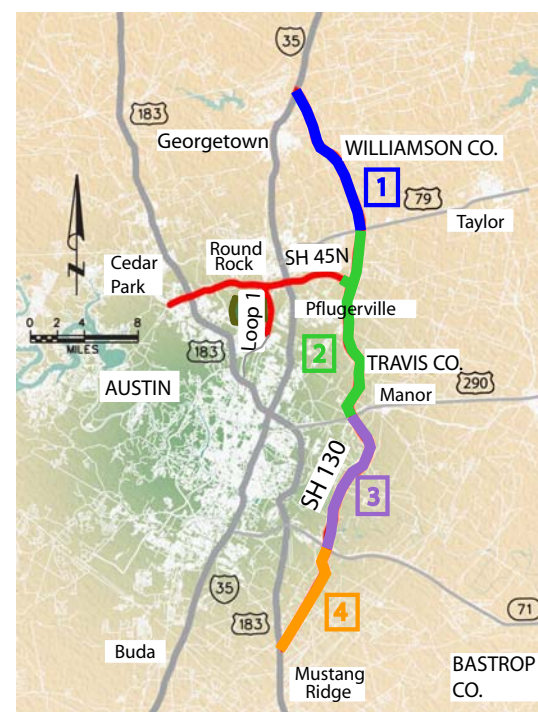 35
183
Georgetown
WILLIAMSON CO.
1
79
Taylor
N
Round
Rock
SH 45N
Cedar
Park
Pflugerville
Loop 1
0 2 4 8
MILES
183
2
TRAVIS CO.
290
AUSTIN
Manor
SH 130
3
35
4
71
183
Buda
Mustang
Ridge
BASTROP
CO.